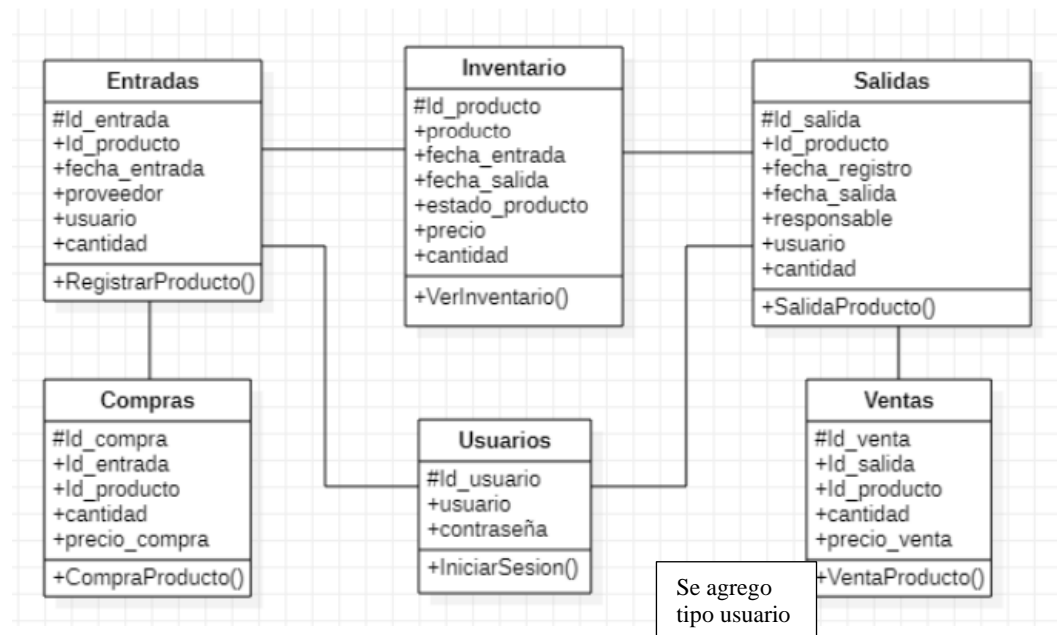 Entradas
#Id_entrada
+Id_producto
+fecha_entrada
+proveedor
+usuario
+cantidad
+RegistrarProducto()
Inventario
#Id_producto
+producto
+fecha_entrada
+fecha_salida
+estado_producto
+precio
+cantidad
+VerInventario()
Salidas
#Id_salida
+Id_producto
+fecha_registro
+fecha_salida
+responsable
+usuario
+cantidad
+SalidaProducto()
Compras
#Id_compra
+Id_entrada
+Id_producto
+cantidad
+precio_compra
+CompraProducto()
Usuarios
#Id_usuario
+usuario
+contraseña
+IniciarSesion()
Ventas
#Id_venta
+Id_salida
+Id_producto
+cantidad
+precio_venta
+VentaProducto()
Se agrego
tipo usuario